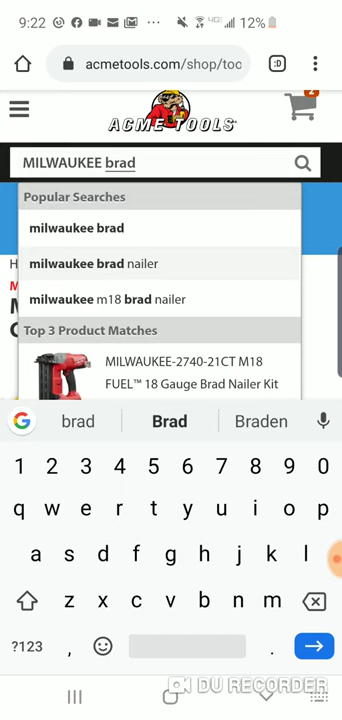 9:22 12%
:D
acmetools.com/shop/toc
2
ACME TOOLS
MILWAUKEE brad
Popular Searches
milwaukee brad
milwaukee brad nailer
milwaukee m18 brad nailer
Top 3 Product Matches
MILWAUKEE-2740-21CT M18
FUEL™ 18 Gauge Brad Nailer Kit
brad Brad Braden
1 2 3 4 5 6 7 8 9 0
q w e r t y u i o p
a s d f g h j k l
z x c v b n m
?123 , .
DU RECORDER